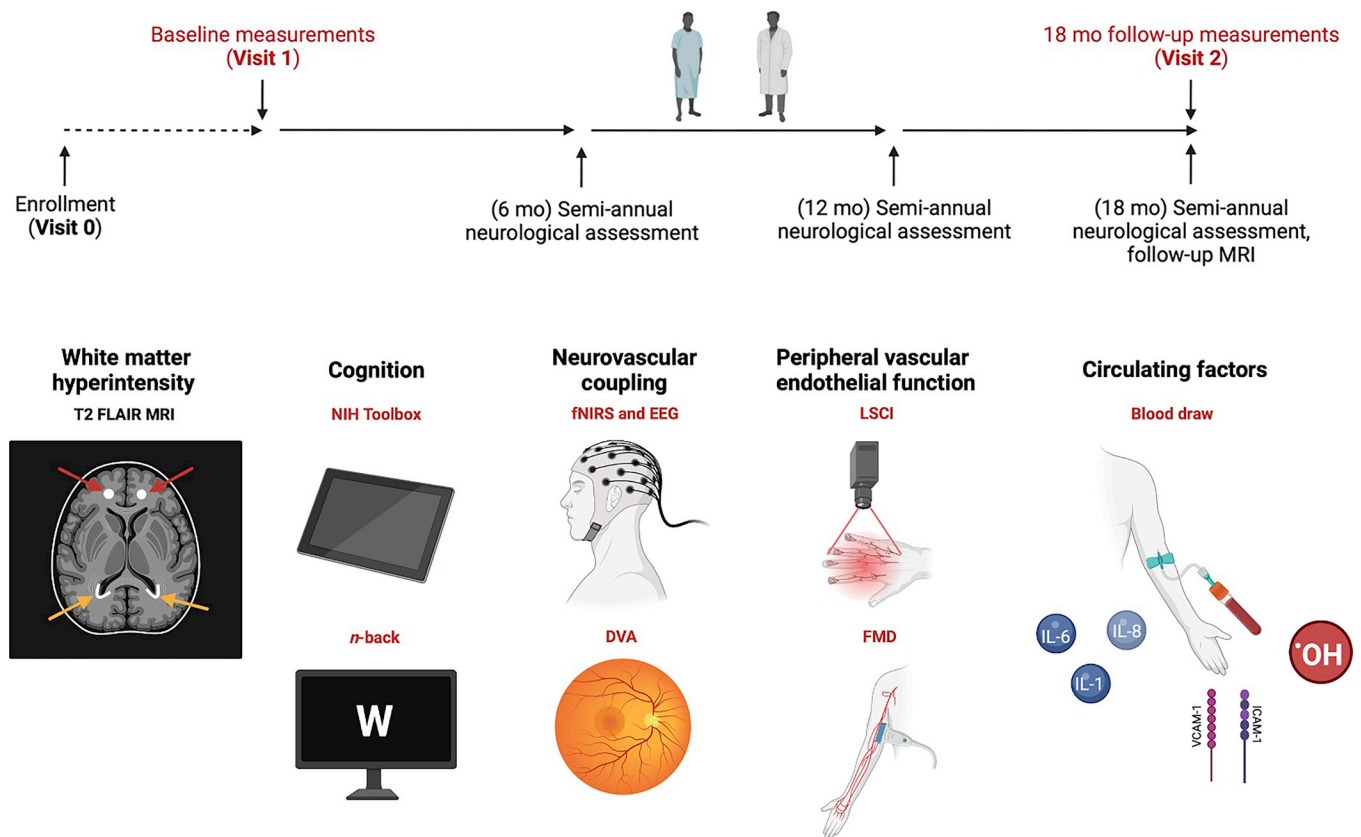 Baseline measurements
(Visit 1)
18 mo follow-up measurements
(Visit 2)
Enrollment
(Visit 0)
(6 mo) Semi-annual
neurological assessment
(12 mo) Semi-annual
neurological assessment
(18 mo) Semi-annual
neurological assessment,
follow-up MRI
White matter
hyperintensity
T2 FLAIR MRI
Cognition
NIH Toolbox
n-back
W
Neurovascular
coupling
fNIRS and EEG
DVA
Peripheral vascular
endothelial function
LSCI
FMD
Circulating factors
Blood draw
IL-6
IL-8
IL-1
•OH
VCAM-1
ICAM-1